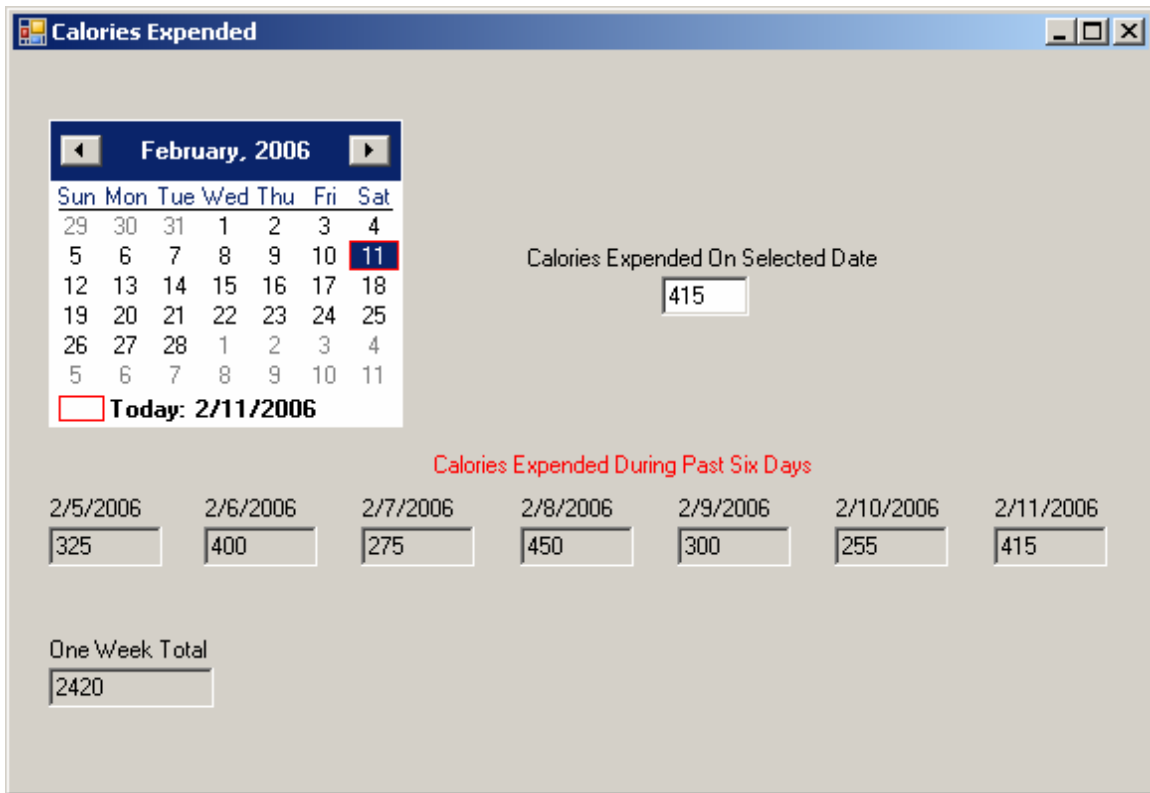 Calories Expended
February, 2006
Sun Mon Tue Wed Thu Fri Sat
29 30 31 1 2 3 4
5 6 7 8 9 10 11
12 13 14 15 16 17 18
19 20 21 22 23 24 25
26 27 28 1 2 3 4
5 6 7 8 9 10 11
Today: 2/11/2006
Calories Expended On Selected Date
415
Calories Expended During Past Six Days
2/5/2006 2/6/2006 2/7/2006 2/8/2006 2/9/2006 2/10/2006 2/11/2006
325 400 275 450 300 255 415
One Week Total
2420